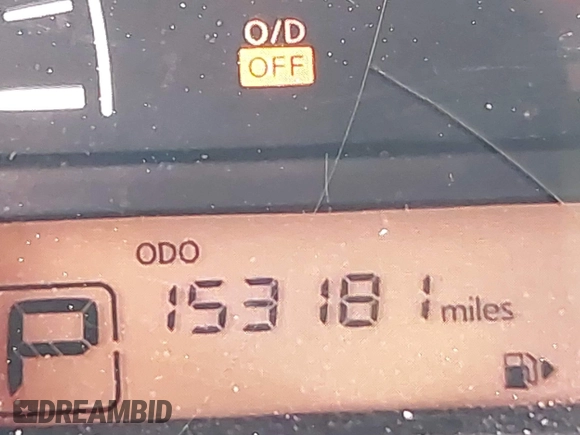 O/D
OFF
ODO
153181 miles
P
DREAMBID